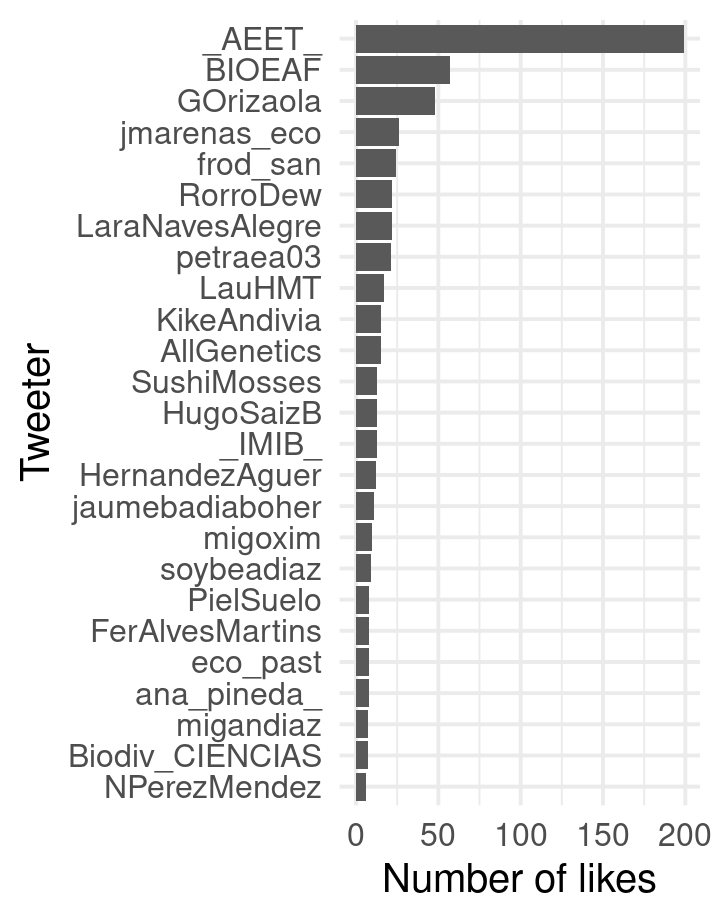 _AEET_
BIOEAF
GOrizaola
jmarenas_eco
frod_san
RorroDew
LaraNavesAlegre
petraea03
LauHMT
KikeAndivia
AllGenetics
SushiMosses
HugoSaizB
_IMIB_
HernandezAguer
jaumebadiaboher
migoxim
soybeadiaz
PielSuelo
FerAlvesMartins
eco_past
ana_pineda_
migandiaz
Biodiv_CIENCIAS
NPerezMendez
Tweeter
0 50 100 150 200
Number of likes